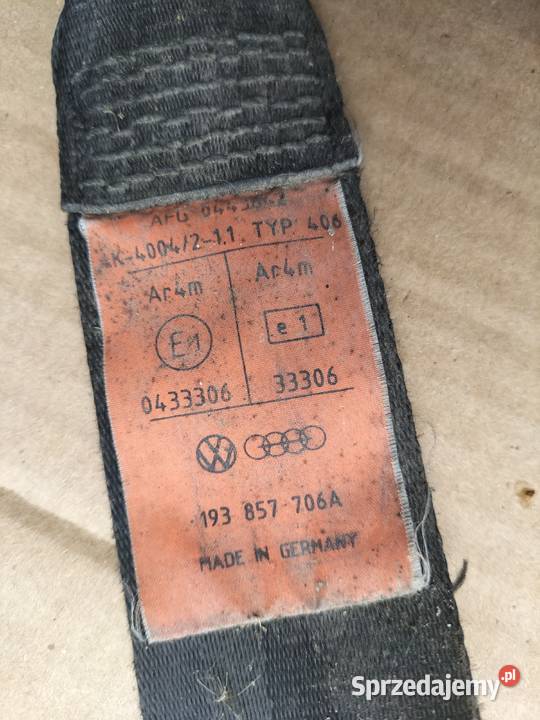 K-4004/2-1.1 TYP 406
Ar4m Ar4m
E1 e 1
0433306 33306
VW
193 857 706A
MADE IN GERMANY
Sprzedajemy.pl